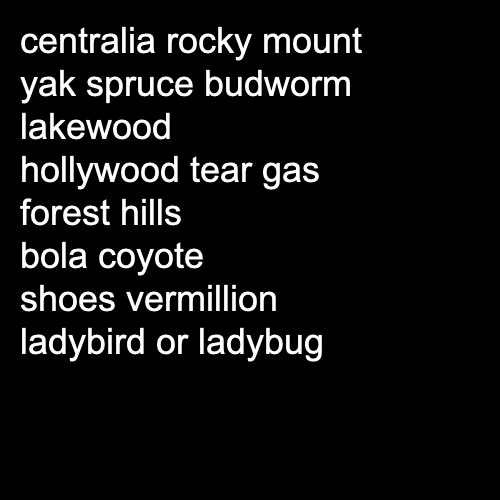 centralia rocky mount
yak spruce budworm
lakewood
hollywood tear gas
forest hills
bola coyote
shoes vermillion
ladybird or ladybug